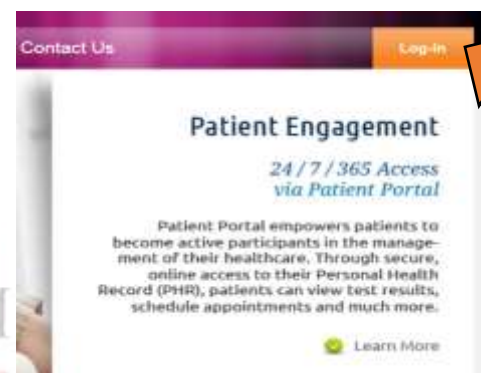 Contact Us
Log-in
Patient Engagement
24 / 7 / 365 Access
via Patient Portal
Patient Portal empowers patients to
become active participants in the manage-
ment of their healthcare. Through secure,
online access to their Personal Health
Record (PHR), patients can view test results,
schedule appointments and much more.
Learn More